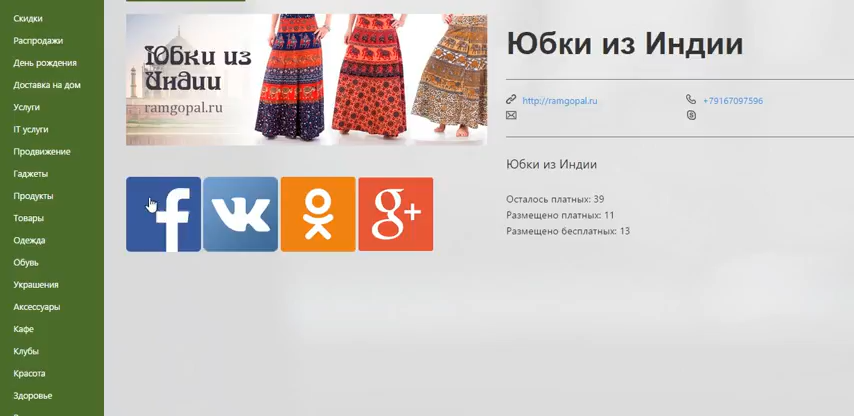 Скидки
Распродажи
День рождения
Доставка на дом
Услуги
IT услуги
Продвижение
Гаджеты
Продукты
Товары
Одежда
Обувь
Украшения
Аксессуары
Кафе
Клубы
Красота
Здоровье
Юбки из
Индии
ramgopal.ru
f
g+
Юбки из Индии
http://ramgopal.ru
+79167097596
Юбки из Индии
Осталось платных: 39
Размещено платных: 11
Размещено бесплатных: 13